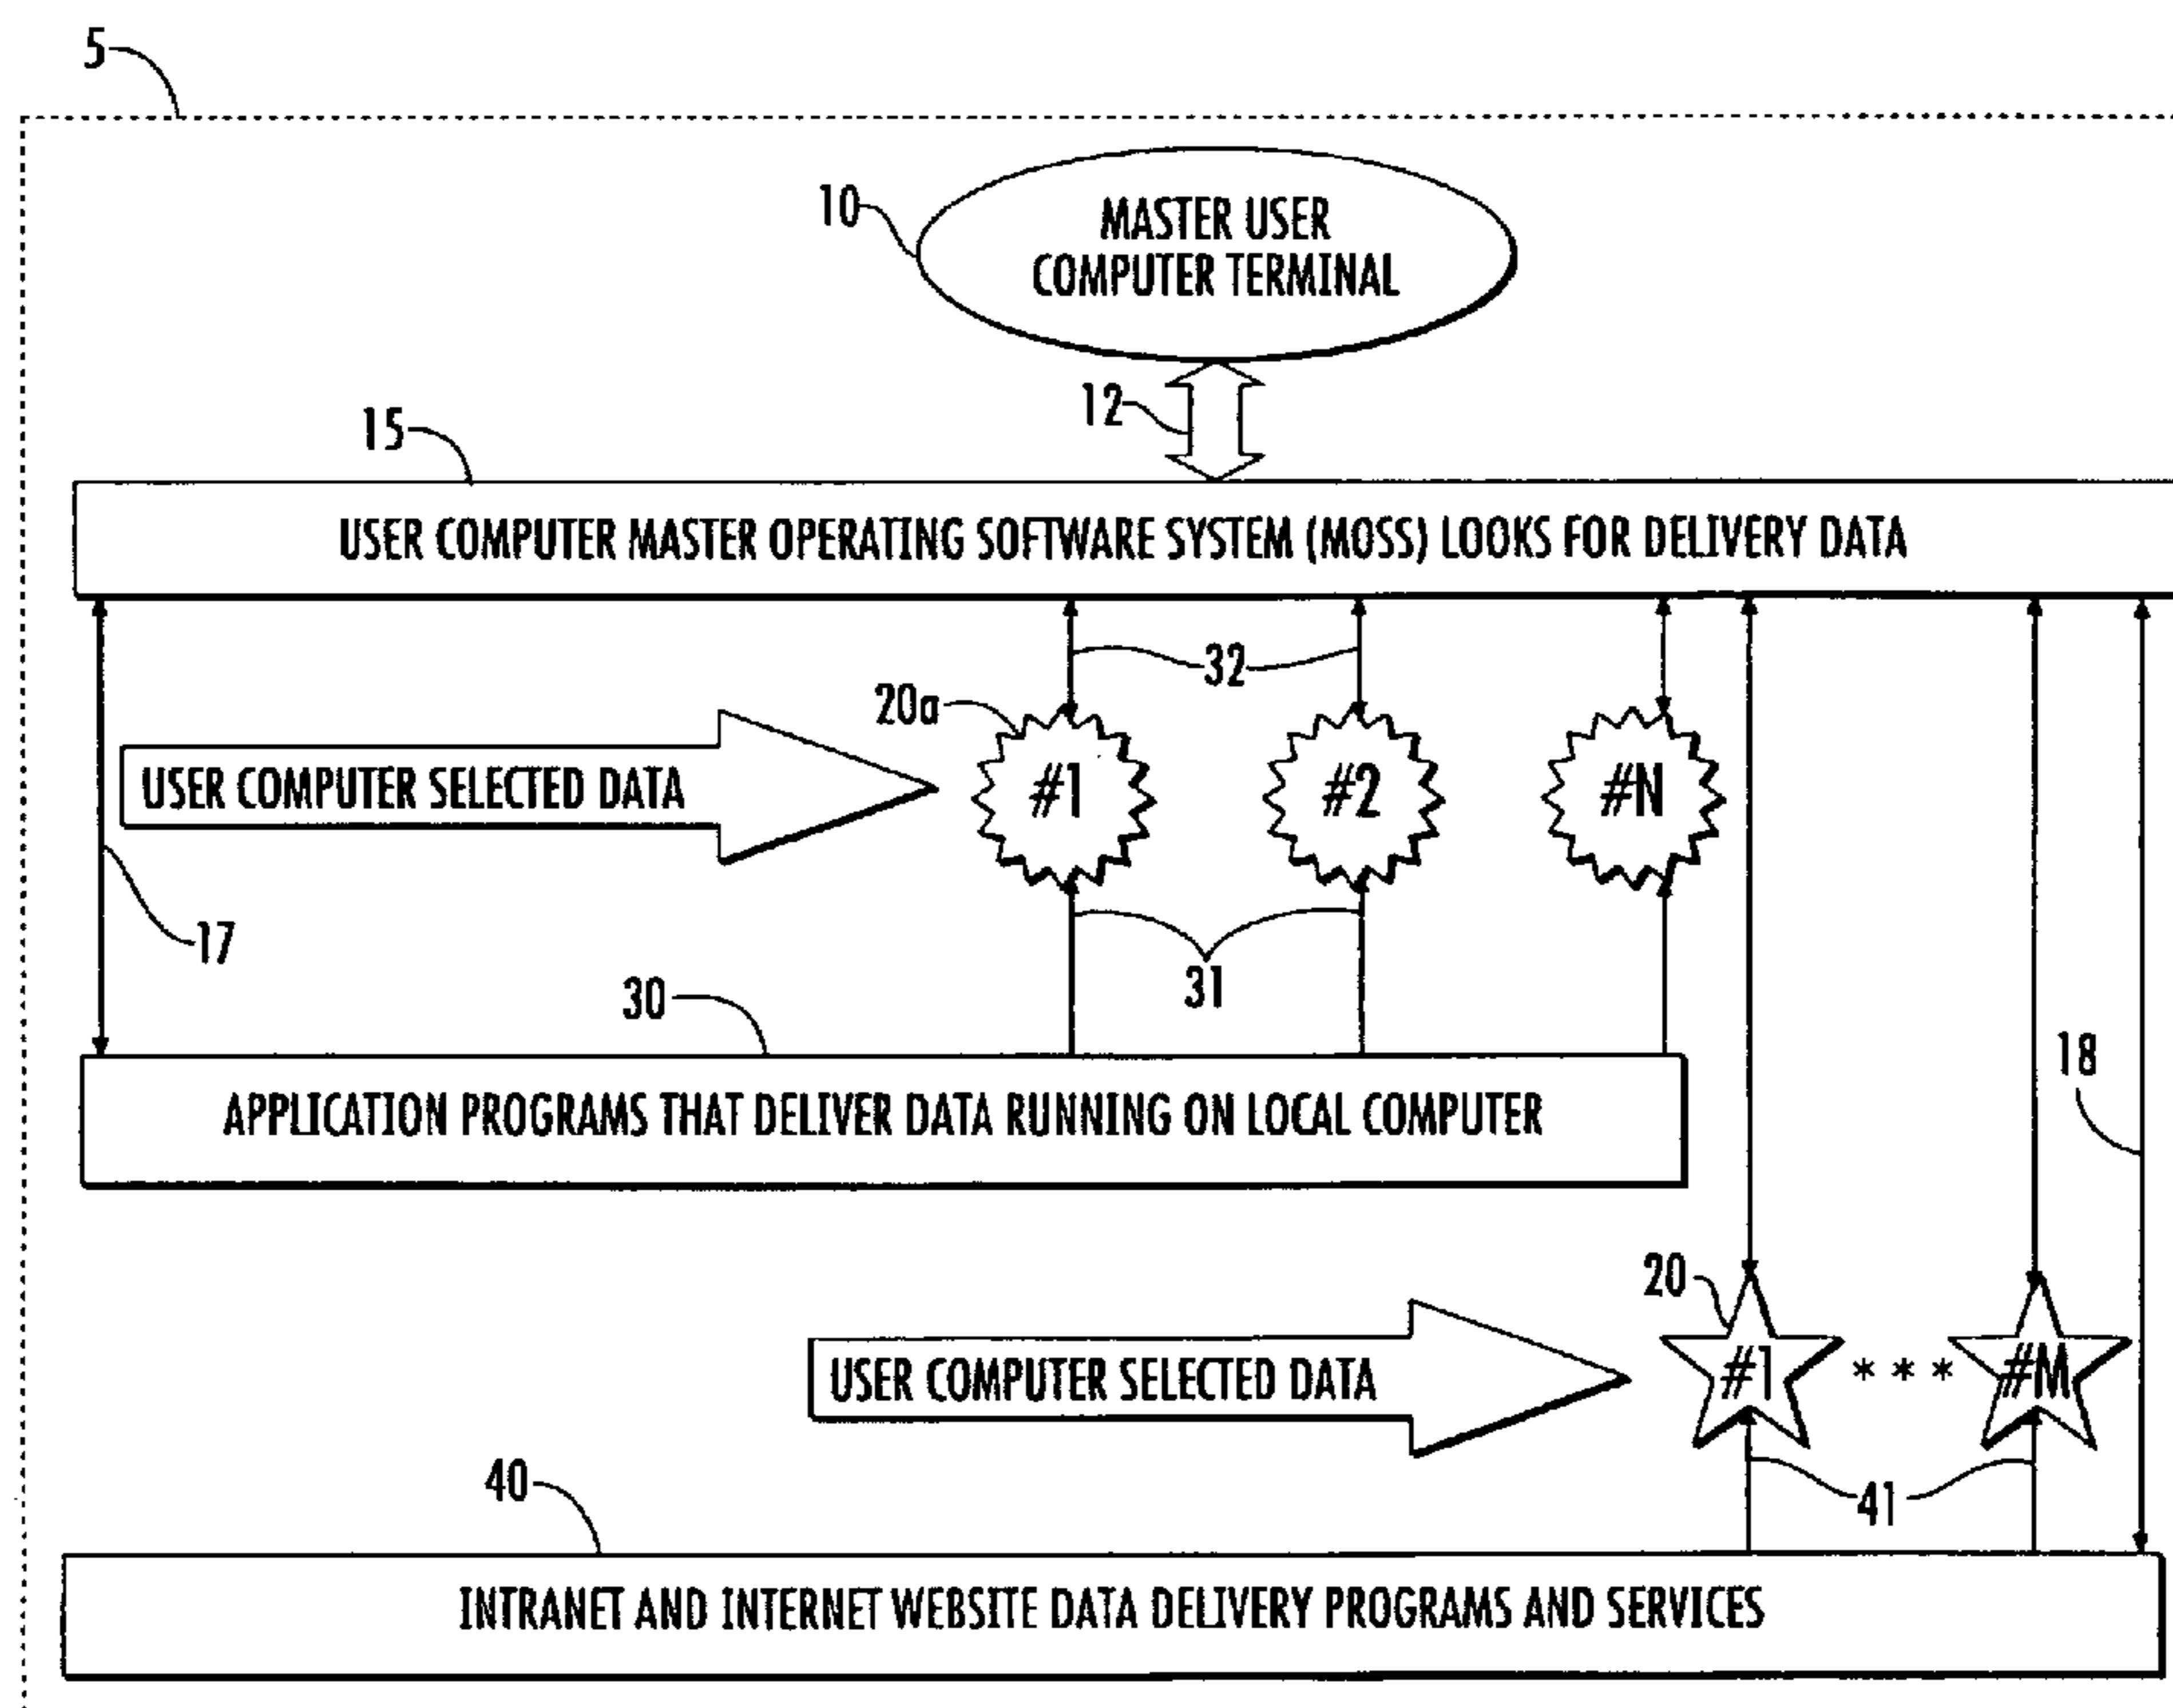 5
10
MASTER USER
COMPUTER TERMINAL
12
15
USER COMPUTER MASTER OPERATING SOFTWARE SYSTEM (MOSS) LOOKS FOR DELIVERY DATA
32
20a
USER COMPUTER SELECTED DATA
#1
#2
#N
17
31
30
18
APPLICATION PROGRAMS THAT DELIVER DATA RUNNING ON LOCAL COMPUTER
20
USER COMPUTER SELECTED DATA
#1
* * *
#M
40
41
INTRANET AND INTERNET WEBSITE DATA DELIVERY PROGRAMS AND SERVICES